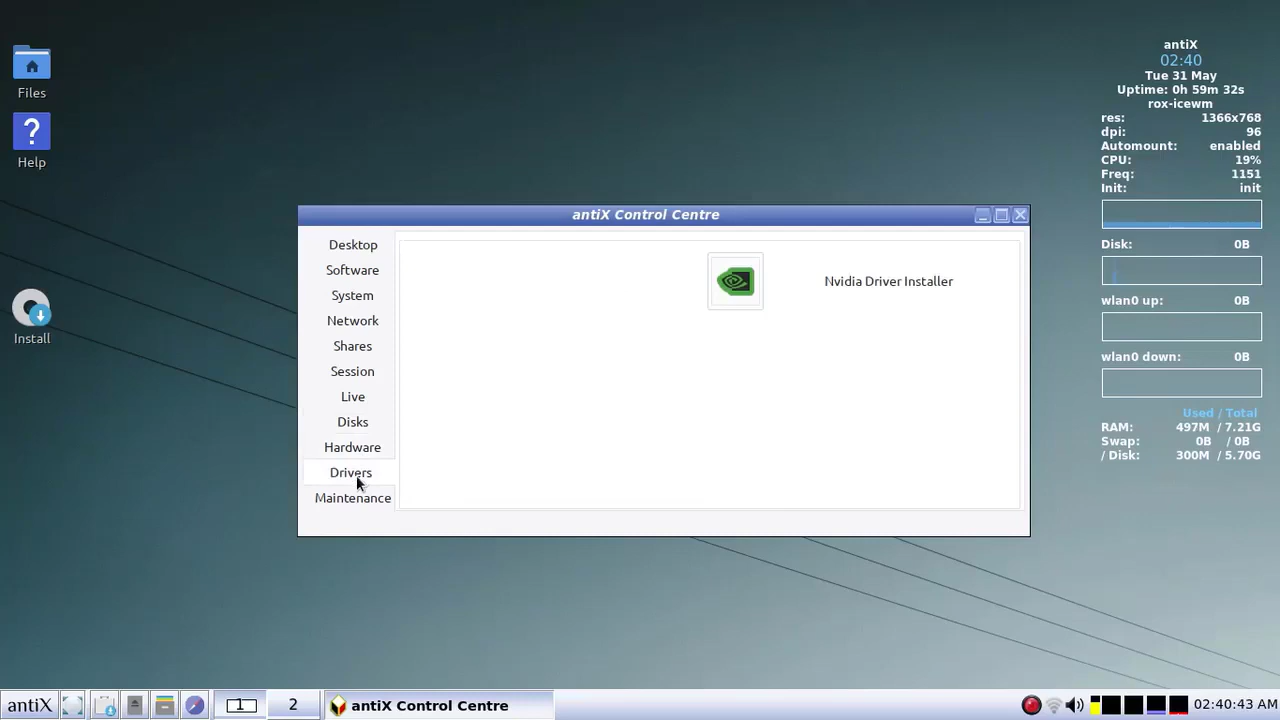 Files
?
Help
Install
antiX Control Centre
Desktop
Software
System
Network
Shares
Session
Live
Disks
Hardware
Drivers
Maintenance
Nvidia Driver Installer
antiX
02:40
Tue 31 May
Uptime: 0h 59m 32s
rox-icewm
res: 1366x768
dpi: 96
Automount: enabled
CPU: 19%
Freq: 1151
Init: init
Disk: 0B
wlan0 up: 0B
wlan0 down: 0B
Used / Total
RAM: 497M / 7.21G
Swap: 0B / 0B
/ Disk: 300M / 5.70G
antiX 1 2 antiX Control Centre 02:40:43 AM